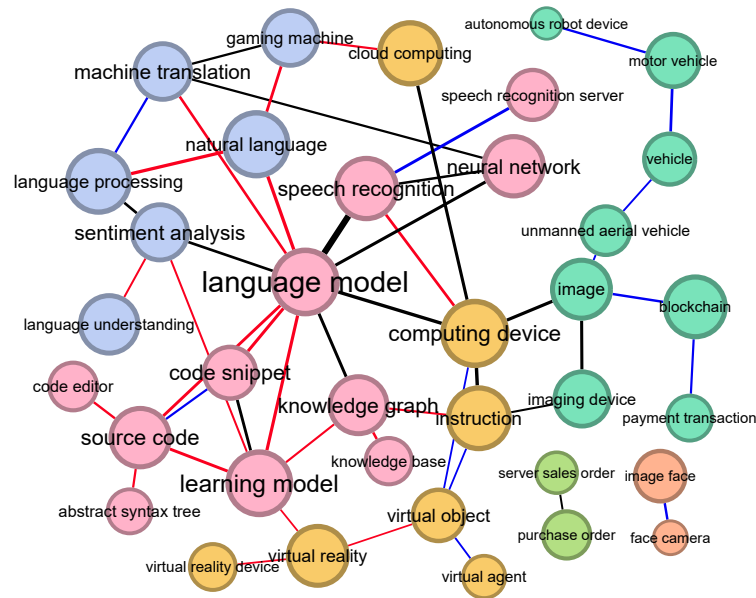 autonomous robot device
gaming machine
cloud computing
motor vehicle
machine translation
speech recognition server
natural language
vehicle
neural network
language processing
speech recognition
sentiment analysis
unmanned aerial vehicle
language model
image
blockchain
language understanding
computing device
code snippet
code editor
knowledge graph
imaging device
instruction
payment transaction
source code
knowledge base
server sales order
image face
learning model
abstract syntax tree
virtual object
purchase order
face camera
virtual reality
virtual reality device
virtual agent